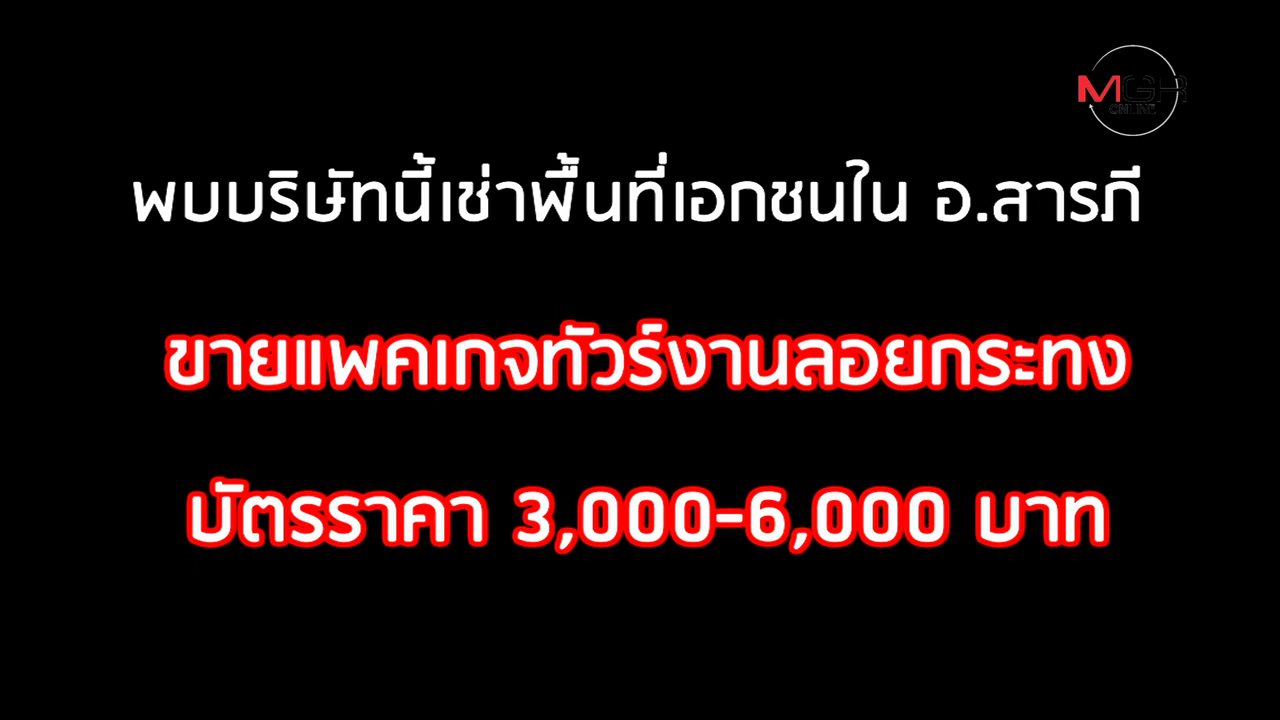 MGR
ONLINE
พบบริษัทนี้เช่าพื้นที่เอกชนใน อ.สารภี
ขายแพคเกจทัวร์งานลอยกระทง
บัตรราคา 3,000-6,000 บาท